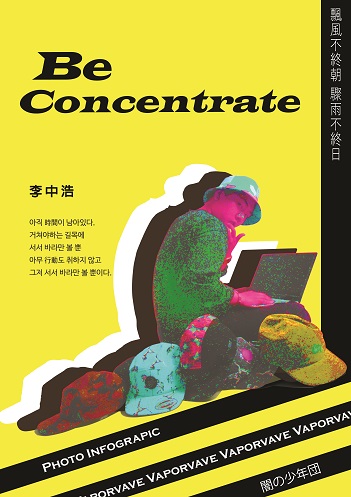 Be
Concentrate
飄風不終朝 驟雨不終日
李中浩
아직 時間이 남아있다.
거쳐야하는 길목에
서서 바라만 볼 뿐
아무 行動도 취하지 않고
그저 서서 바라만 볼 뿐이다.
PHOTO INFOGRAPIC
VAPORVAVE VAPORVAVE VAPORVAVE VAPORVAV
闇の少年団